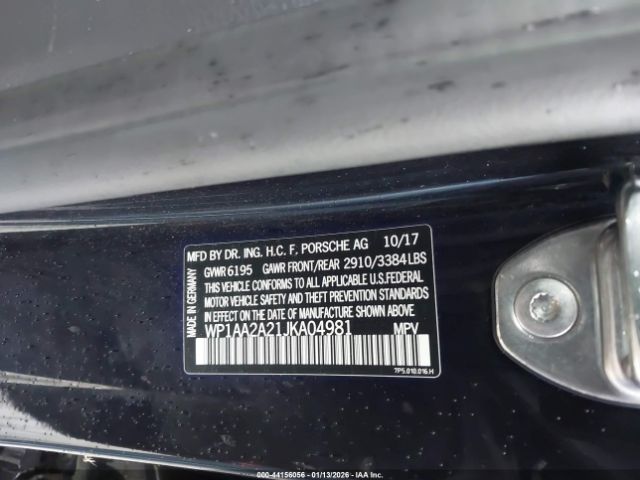 MFD BY DR. ING. H.C. F. PORSCHE AG 10/17
GVWR 6195 GAWR FRONT/REAR 2910/3384LBS
THIS VEHICLE CONFORMS TO ALL APPLICABLE U.S.FEDERAL
MOTOR VEHICLE SAFETY AND THEFT PREVENTION STANDARDS
IN EFFECT ON THE DATE OF MANUFACTURE SHOWN ABOVE
WP1AA2A21JKA04981 MPV
7P5.010.016.H
MADE IN GERMANY
(C) IAA - 000-44156056 - 01/13/2026 - IAAI.COM